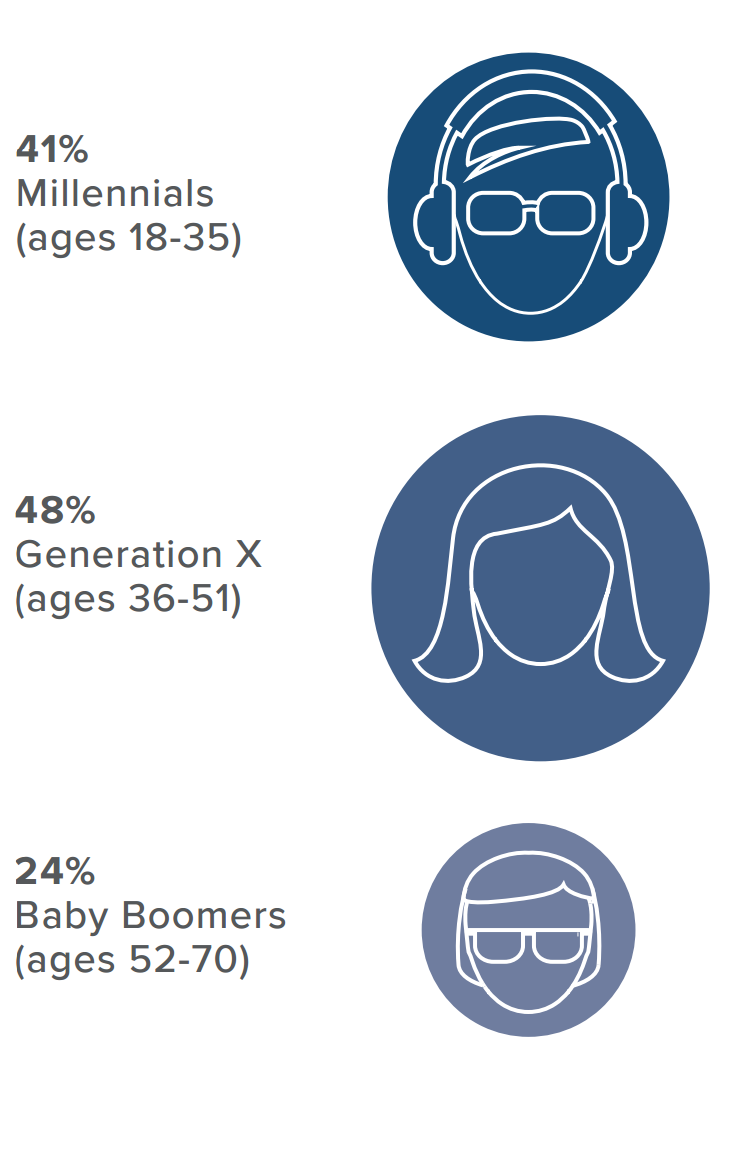 41%
Millennials
(ages 18-35)
48%
Generation X
(ages 36-51)
24%
Baby Boomers
(ages 52-70)